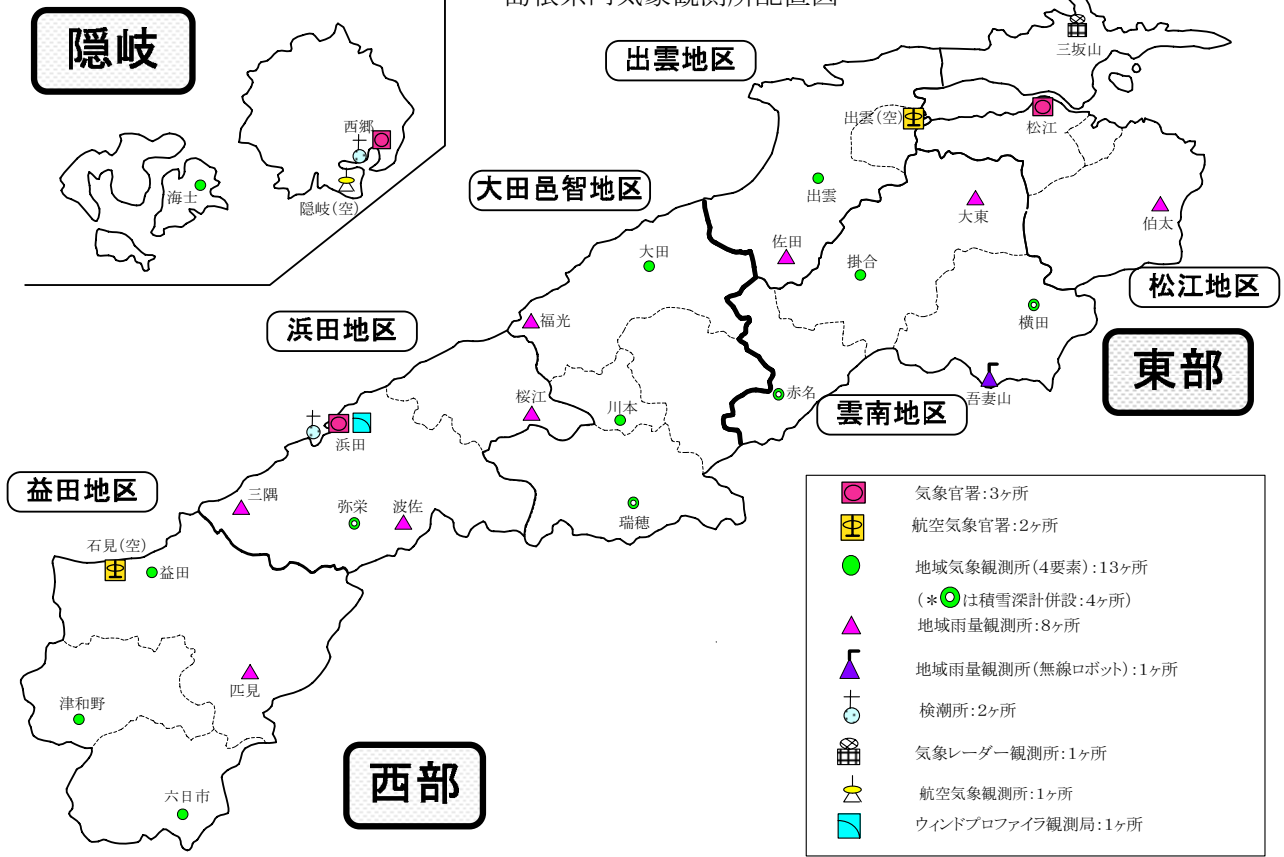 島根県内気象観測所配置図
隠岐
西郷
海士
隠岐(空)
出雲地区
三坂山
出雲(空)
松江
出雲
大東
伯太
佐田
掛合
松江地区
横田
東部
吾妻山
赤名
雲南地区
大田邑智地区
大田
福光
浜田地区
桜江
川本
浜田
瑞穂
益田地区
三隅
弥栄
波佐
石見(空)
益田
匹見
津和野
六日市
西部
気象官署:3ヶ所
航空気象官署:2ヶ所
地域気象観測所(4要素):13ヶ所
(*は積雪深計併設:4ヶ所)
地域雨量観測所:8ヶ所
地域雨量観測所(無線ロボット):1ヶ所
検潮所:2ヶ所
気象レーダー観測所:1ヶ所
航空気象観測所:1ヶ所
ウィンドプロファイラ観測局:1ヶ所